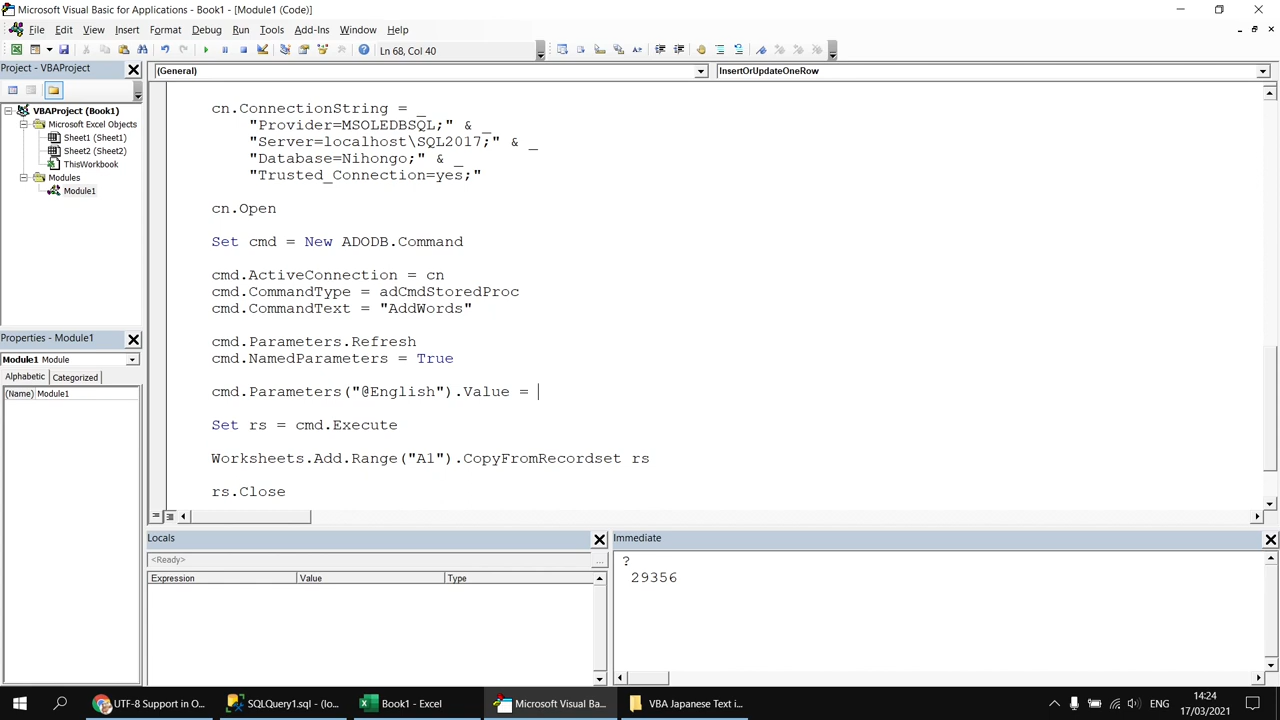 Microsoft Visual Basic for Applications - Book1 - [Module1 (Code)]
File Edit View Insert Format Debug Run Tools Add-Ins Window Help
Ln 68, Col 40
Project - VBAProject
(General)
InsertOrUpdateOneRow
VBAProject (Book1)
Microsoft Excel Objects
Sheet1 (Sheet1)
Sheet2 (Sheet2)
ThisWorkbook
Modules
Module1
cn.ConnectionString = _
"Provider=MSOLEDBSQL;" & _
"Server=localhost\SQL2017;" & _
"Database=Nihongo;" & _
"Trusted_Connection=yes;"
cn.Open
Set cmd = New ADODB.Command
cmd.ActiveConnection = cn
cmd.CommandType = adCmdStoredProc
cmd.CommandText = "AddWords"
cmd.Parameters.Refresh
cmd.NamedParameters = True
cmd.Parameters("@English").Value =
Set rs = cmd.Execute
Worksheets.Add.Range("A1").CopyFromRecordset rs
rs.Close
Properties - Module1
Module1 Module
Alphabetic Categorized
(Name) Module1
Locals
<Ready>
...
Expression Value Type
Immediate
?
29356
UTF-8 Support in O...
SQLQuery1.sql - (lo...
Book1 - Excel
Microsoft Visual Ba...
VBA Japanese Text i...
ENG
14:24
17/03/2021